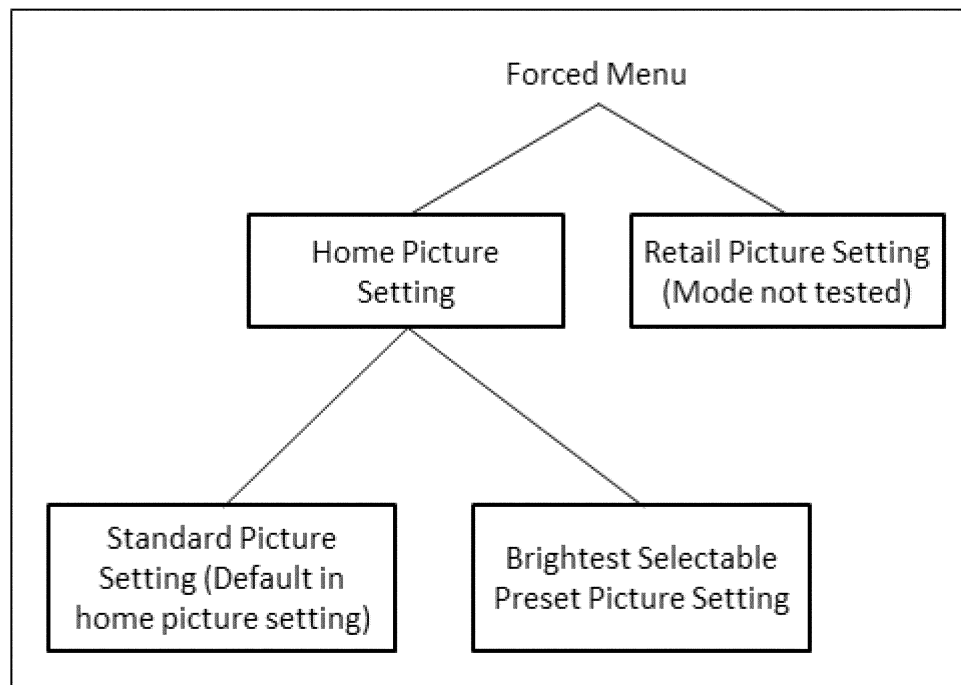 Forced Menu
Home Picture
Setting
Retail Picture Setting
(Mode not tested)
Standard Picture
Setting (Default in
home picture setting)
Brightest Selectable
Preset Picture Setting